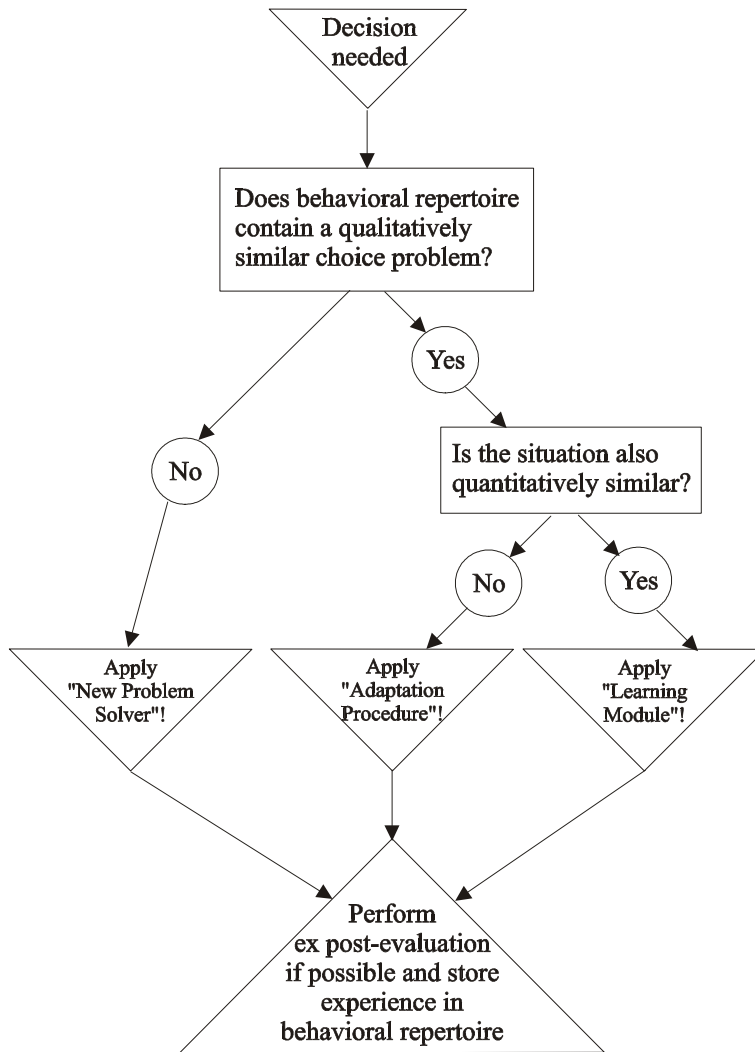 Decision
needed
Does behavioral repertoire
contain a qualitatively
similar choice problem?
Yes
No
Is the situation also
quantitatively similar?
No
Yes
Apply
"New Problem
Solver"!
Apply
"Adaptation
Procedure"!
Apply
"Learning
Module"!
Perform
ex post-evaluation
if possible and store
experience in
behavioral repertoire